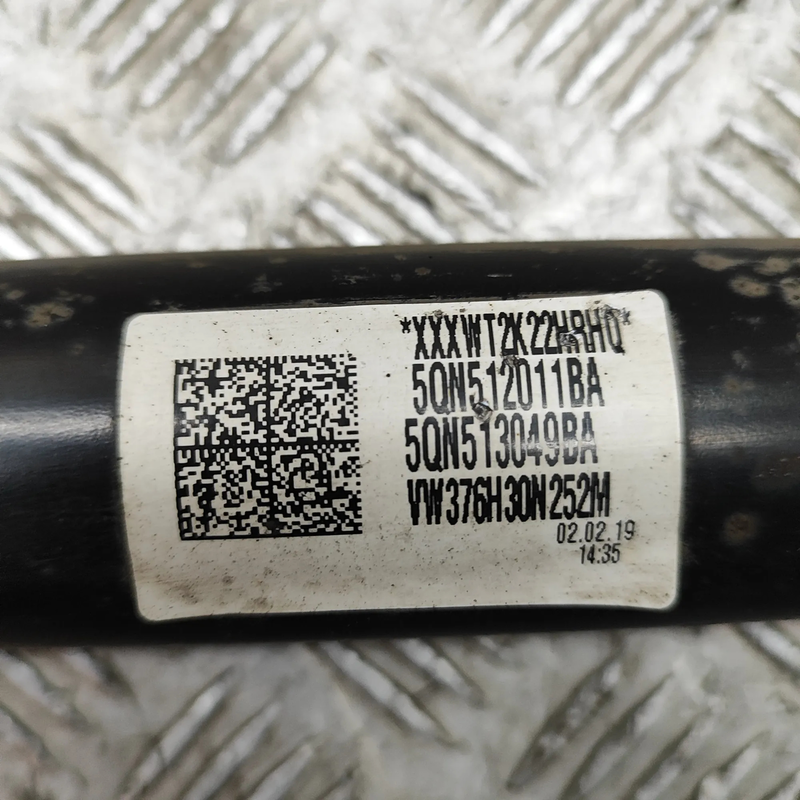 *XXXWT2K22HRHQ*
5QN512011BA
5QN513049BA
VW376H30N252M
02.02.19
14:35